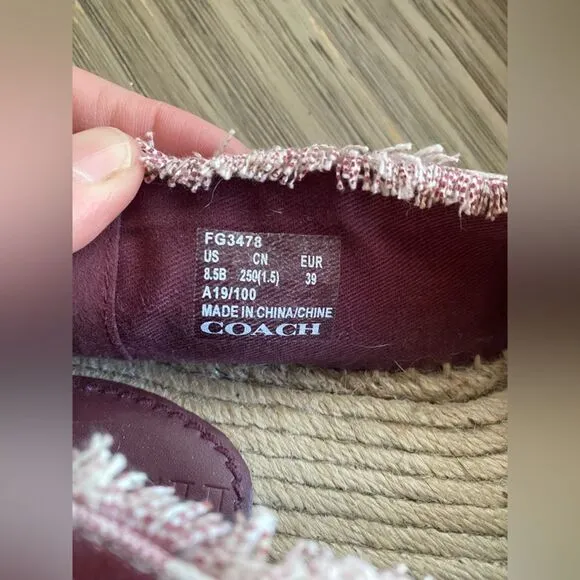 FG3478
US CN EUR
8.5B 250(1.5) 39
A19/100
MADE IN CHINA/CHINE
COACH